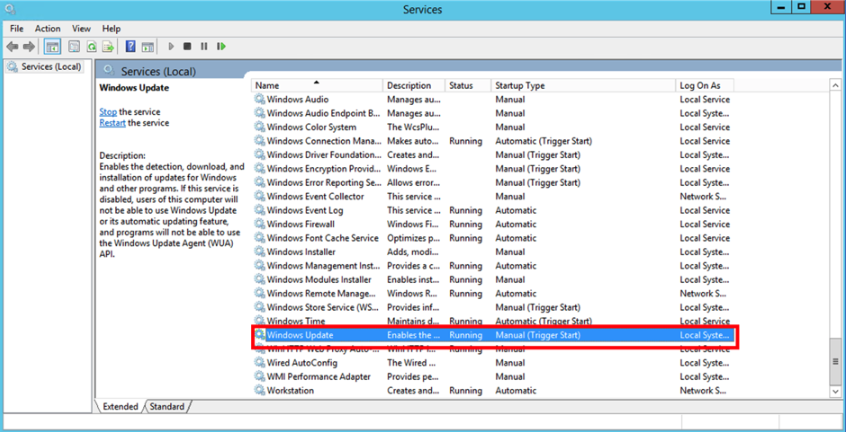 Services
File Action View Help
Services (Local)
Services (Local)
Windows Update
Stop the service
Restart the service
Description:
Enables the detection, download, and
installation of updates for Windows
and other programs. If this service is
disabled, users of this computer will
not be able to use Windows Update
or its automatic updating feature,
and programs will not be able to use
the Windows Update Agent (WUA)
API.
Name Description Status Startup Type Log On As
Windows Audio Manages au... Manual Local Service
Windows Audio Endpoint B... Manages au... Manual Local Syste...
Windows Color System The WcsPlu... Manual Local Service
Windows Connection Mana... Makes auto... Running Automatic (Trigger Start) Local Service
Windows Driver Foundation... Creates and... Manual (Trigger Start) Local Syste...
Windows Encryption Provid... Windows E... Manual (Trigger Start) Local Service
Windows Error Reporting Se... Allows error... Manual (Trigger Start) Local Syste...
Windows Event Collector This service ... Manual Network S...
Windows Event Log This service ... Running Automatic Local Service
Windows Firewall Windows Fi... Running Automatic Local Service
Windows Font Cache Service Optimizes p... Running Automatic Local Service
Windows Installer Adds, modi... Manual Local Syste...
Windows Management Inst... Provides a c... Running Automatic Local Syste...
Windows Modules Installer Enables inst... Running Manual Local Syste...
Windows Remote Manage... Windows R... Running Automatic Network S...
Windows Store Service (WS... Provides inf... Manual (Trigger Start) Local Syste...
Windows Time Maintains d... Running Automatic (Trigger Start) Local Service
Windows Update Enables the ... Running Manual (Trigger Start) Local Syste...
WinHTTP Web Proxy Auto-... WinHTTP i... Running Manual Local Service
Wired AutoConfig The Wired ... Manual Local Syste...
WMI Performance Adapter Provides pe... Manual Local Syste...
Workstation Creates and... Running Automatic Network S...
Extended Standard